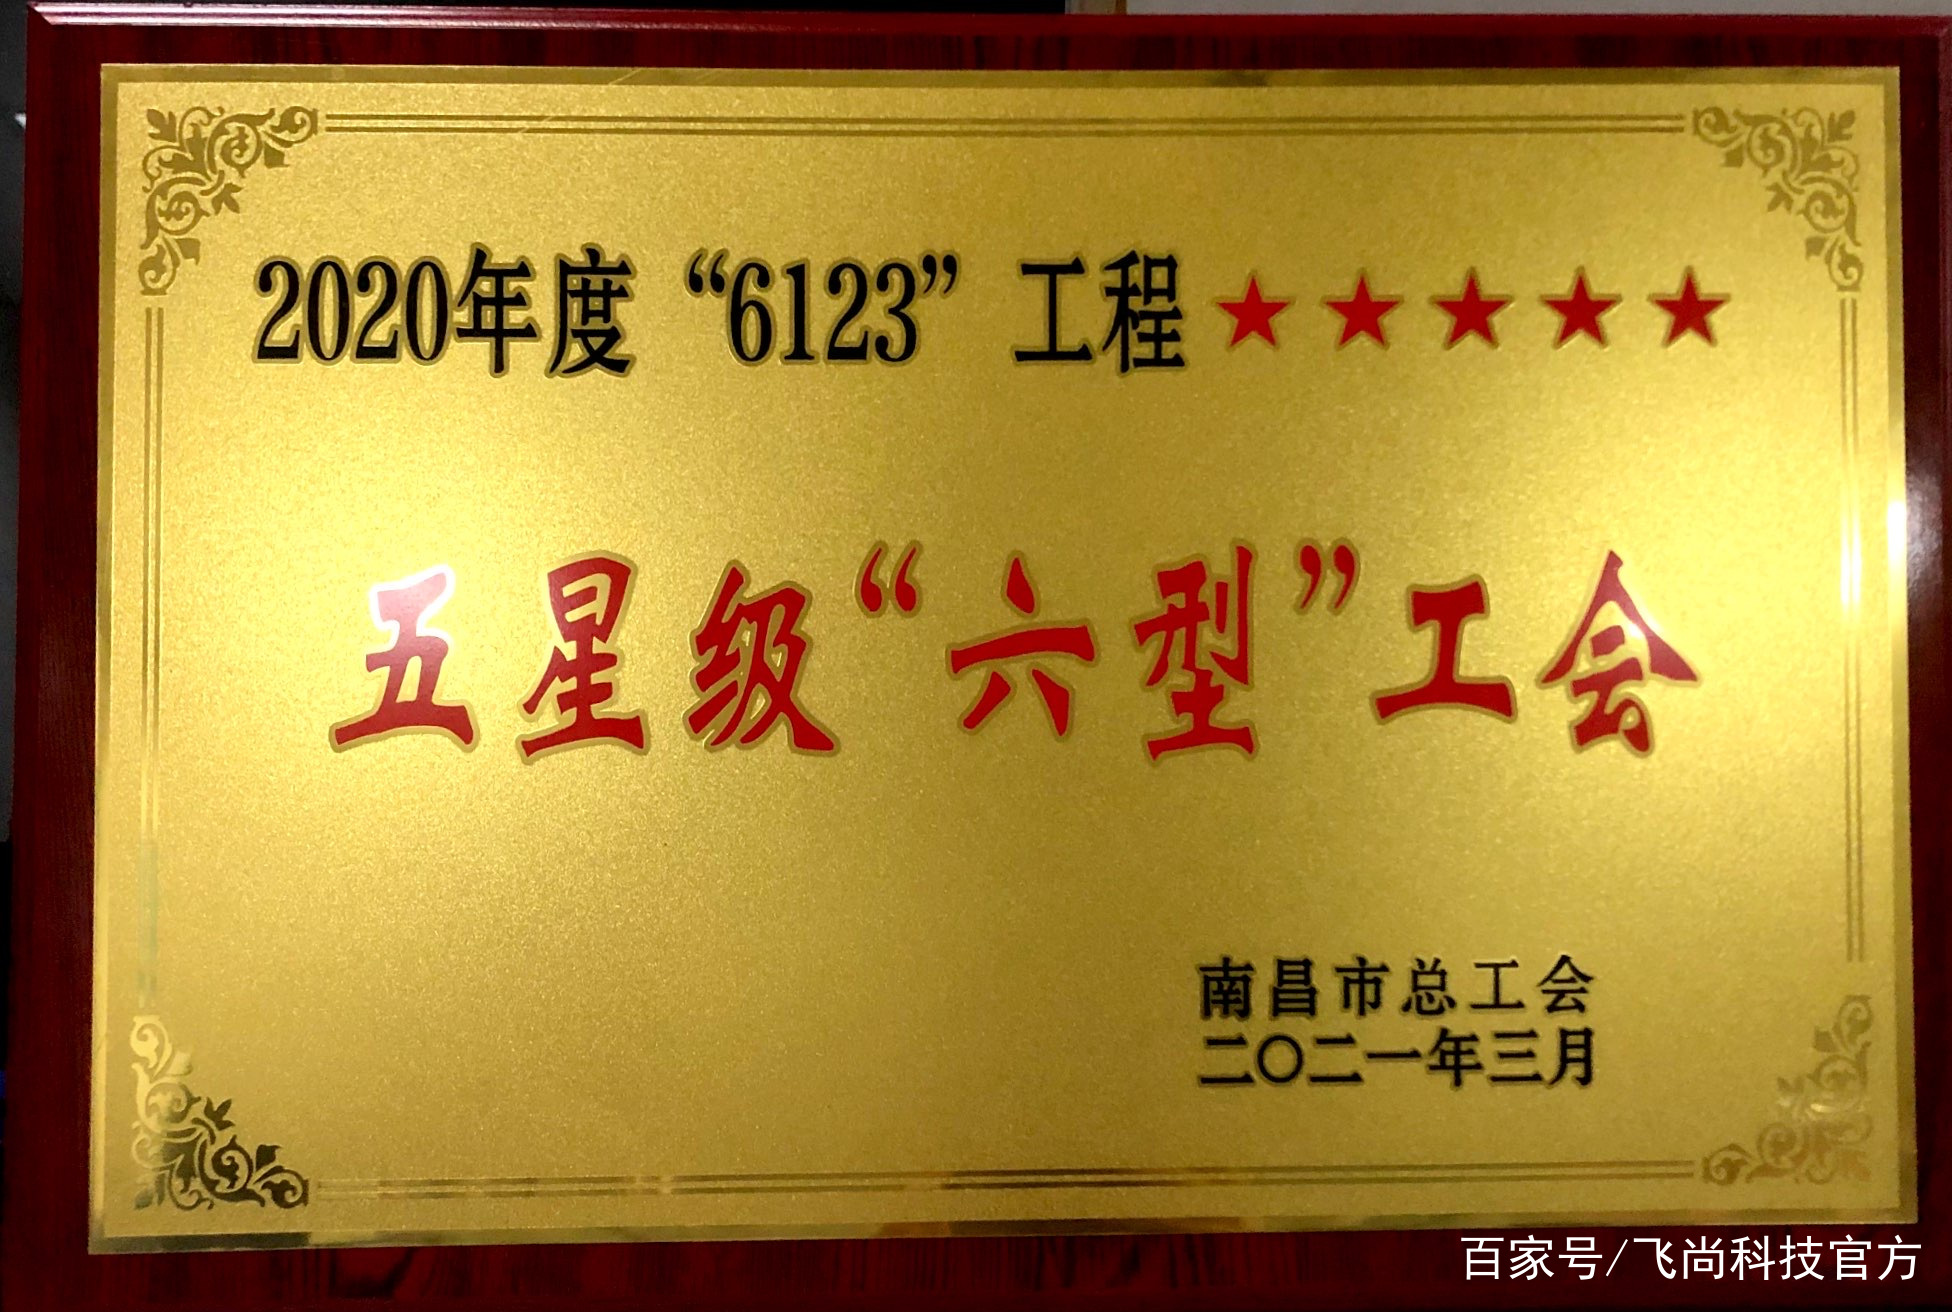 2020年度“6123”工程★★★★★
五星级“六型”工会
南昌市总工会
二〇二一年三月
百家号/飞尚科技官方